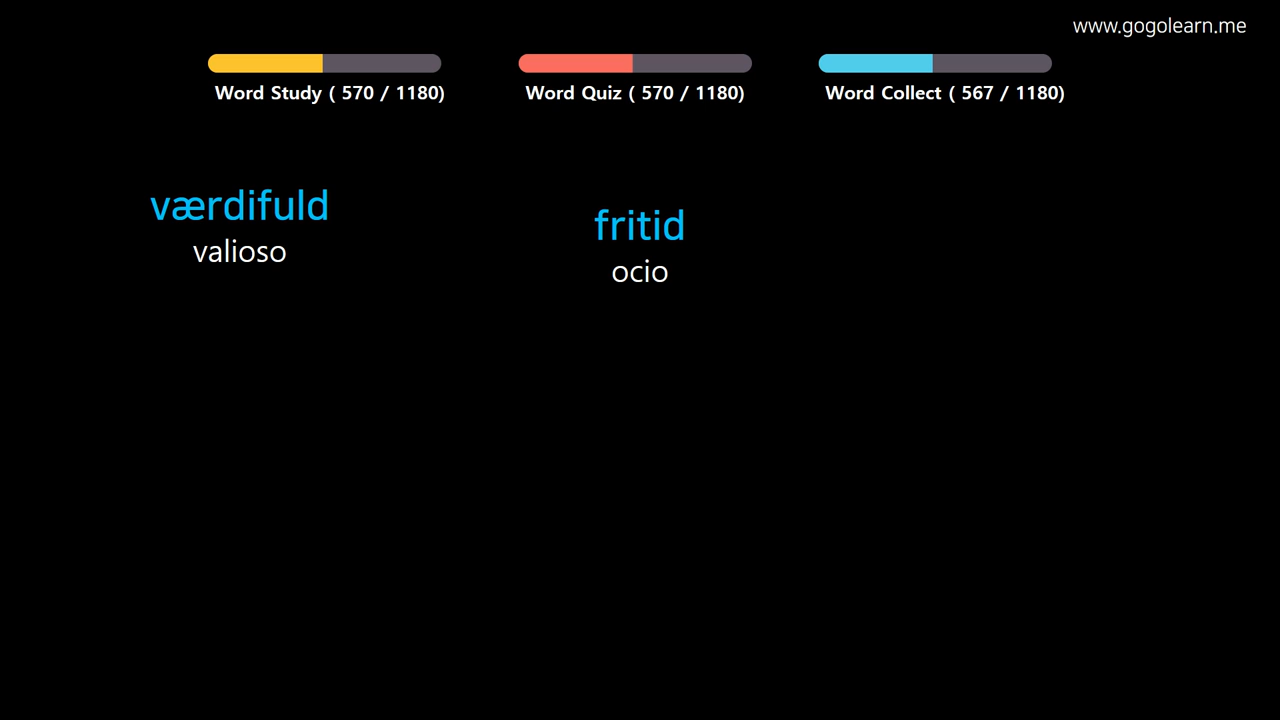 www.gogolearn.me
Word Study ( 570 / 1180)
Word Quiz ( 570 / 1180)
Word Collect ( 567 / 1180)
værdifuld
valioso
fritid
ocio